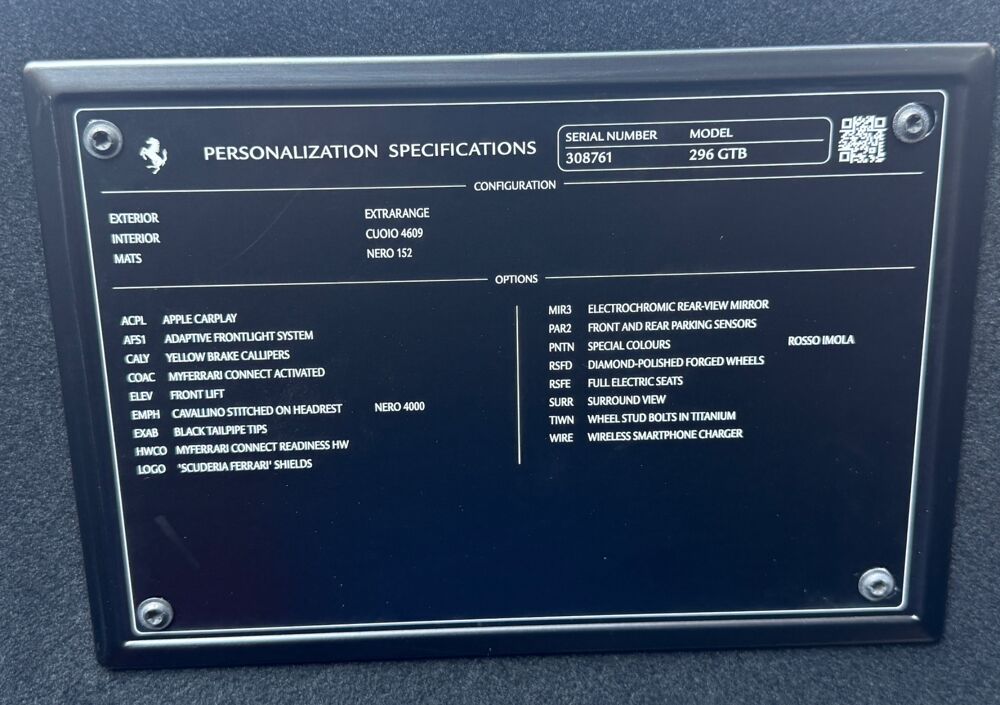 PERSONALIZATION SPECIFICATIONS
SERIAL NUMBER MODEL
308761 296 GTB
CONFIGURATION
EXTERIOR EXTRARANGE
INTERIOR CUOIO 4609
MATS NERO 152
OPTIONS
ACPL APPLE CARPLAY
AFS1 ADAPTIVE FRONTLIGHT SYSTEM
CALY YELLOW BRAKE CALLIPERS
COAC MYFERRARI CONNECT ACTIVATED
ELEV FRONT LIFT
EMPH CAVALLINO STITCHED ON HEADREST NERO 4000
EXAB BLACK TAILPIPE TIPS
HWCO MYFERRARI CONNECT READINESS HW
LOGO 'SCUDERIA FERRARI' SHIELDS
MIR3 ELECTROCHROMIC REAR-VIEW MIRROR
PAR2 FRONT AND REAR PARKING SENSORS
PNTN SPECIAL COLOURS ROSSO IMOLA
RSFD DIAMOND-POLISHED FORGED WHEELS
RSFE FULL ELECTRIC SEATS
SURR SURROUND VIEW
TIWN WHEEL STUD BOLTS IN TITANIUM
WIRE WIRELESS SMARTPHONE CHARGER